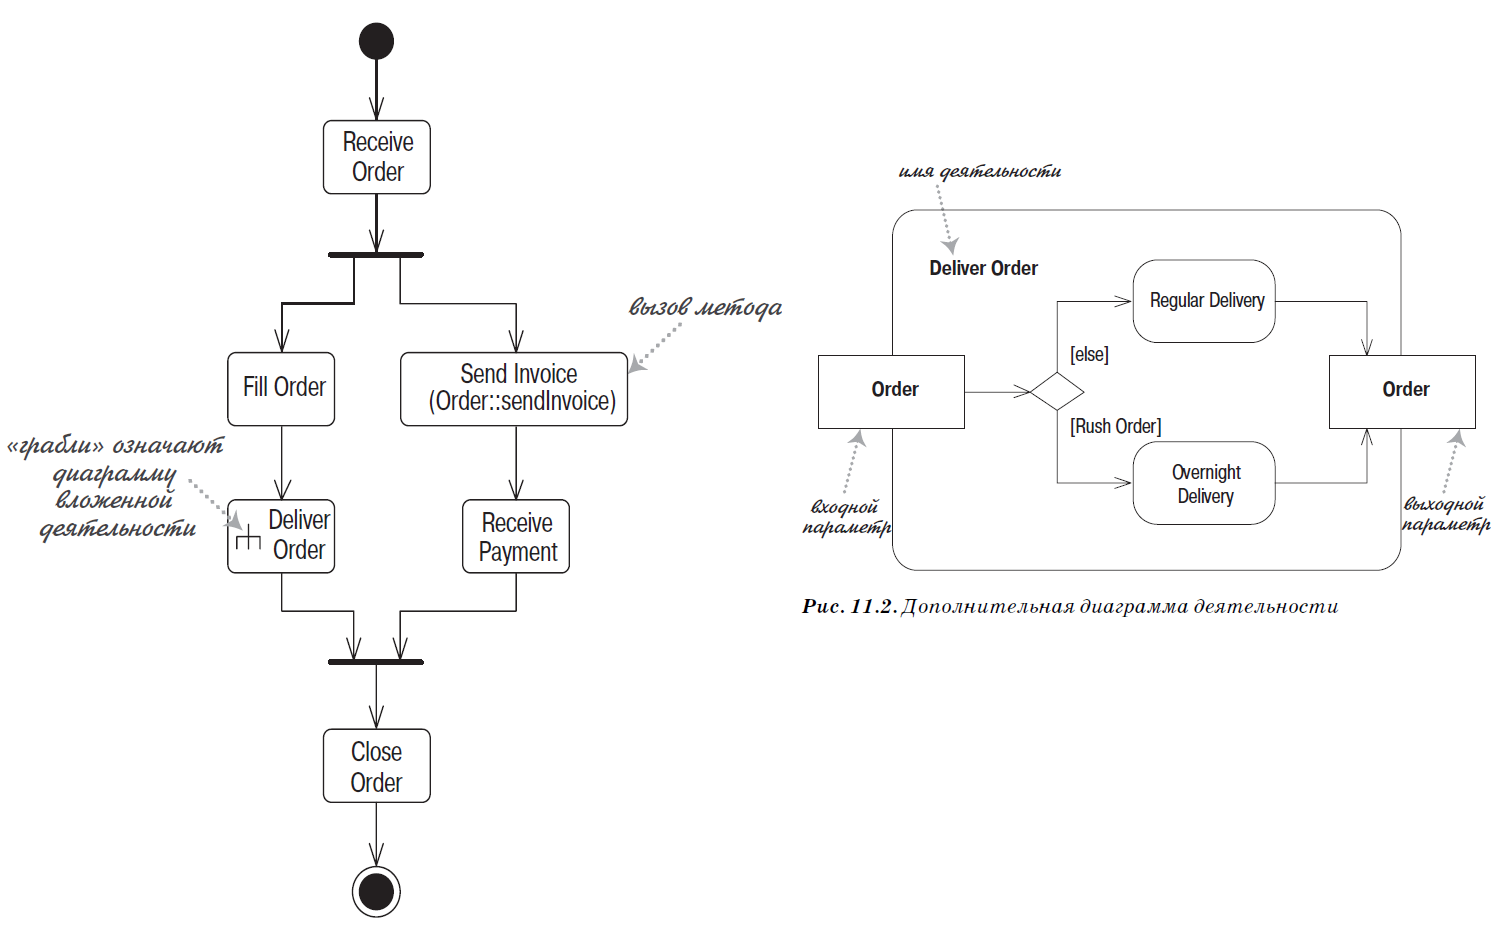 Receive
Order
вызов метода
Fill Order
Send Invoice
(Order::sendInvoice)
«грабли» означают
диаграмму
вложенной
деятельности
Deliver
Order
Receive
Payment
Close
Order
имя деятельности
Deliver Order
Regular Delivery
[else]
Order
Order
[Rush Order]
Overnight
Delivery
входной
параметр
выходной
параметр
Рис. 11.2. Дополнительная диаграмма деятельности